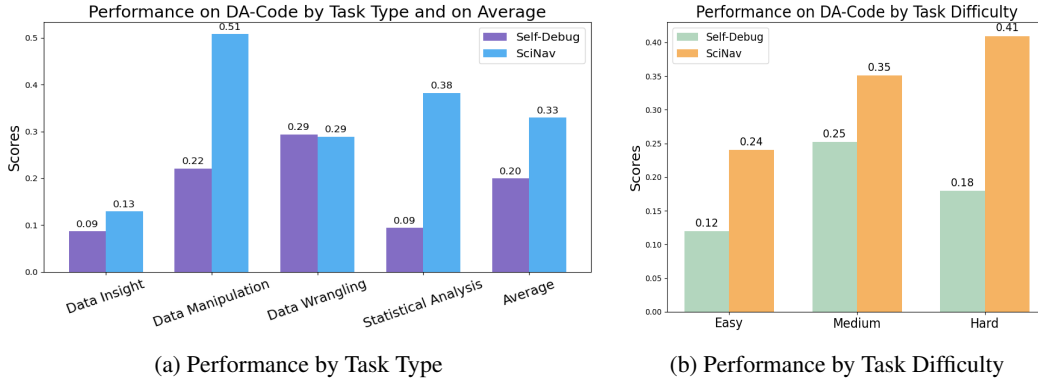 Performance on DA-Code by Task Type and on Average
Self-Debug
SciNav
Scores
0.5
0.4
0.3
0.2
0.1
0.0
0.09
0.13
0.22
0.51
0.29
0.29
0.09
0.38
0.20
0.33
Data Insight
Data Manipulation
Data Wrangling
Statistical Analysis
Average
(a) Performance by Task Type
Performance on DA-Code by Task Difficulty
Self-Debug
SciNav
Scores
0.40
0.35
0.30
0.25
0.20
0.15
0.10
0.05
0.00
0.12
0.24
0.25
0.35
0.18
0.41
Easy
Medium
Hard
(b) Performance by Task Difficulty